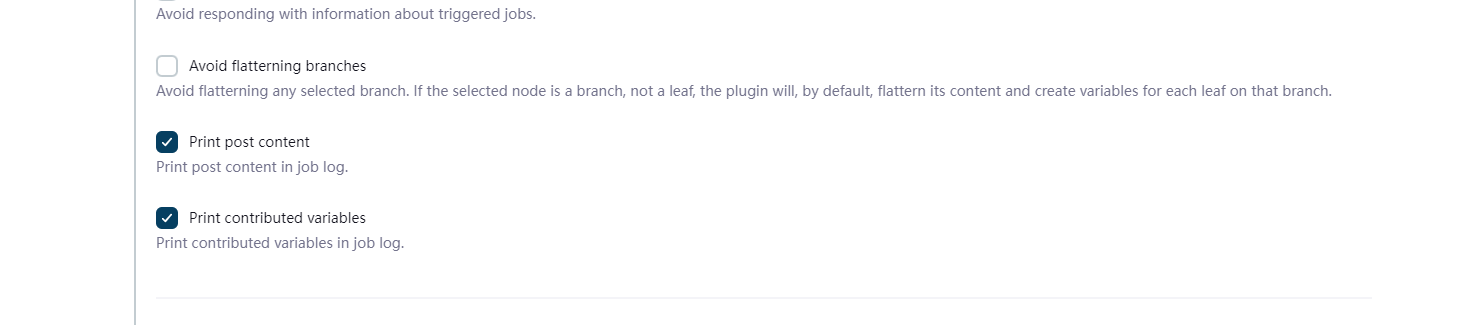 Avoid responding with information about triggered jobs.
Avoid flatterning branches
Avoid flatterning any selected branch. If the selected node is a branch, not a leaf, the plugin will, by default, flattern its content and create variables for each leaf on that branch.
Print post content
Print post content in job log.
Print contributed variables
Print contributed variables in job log.